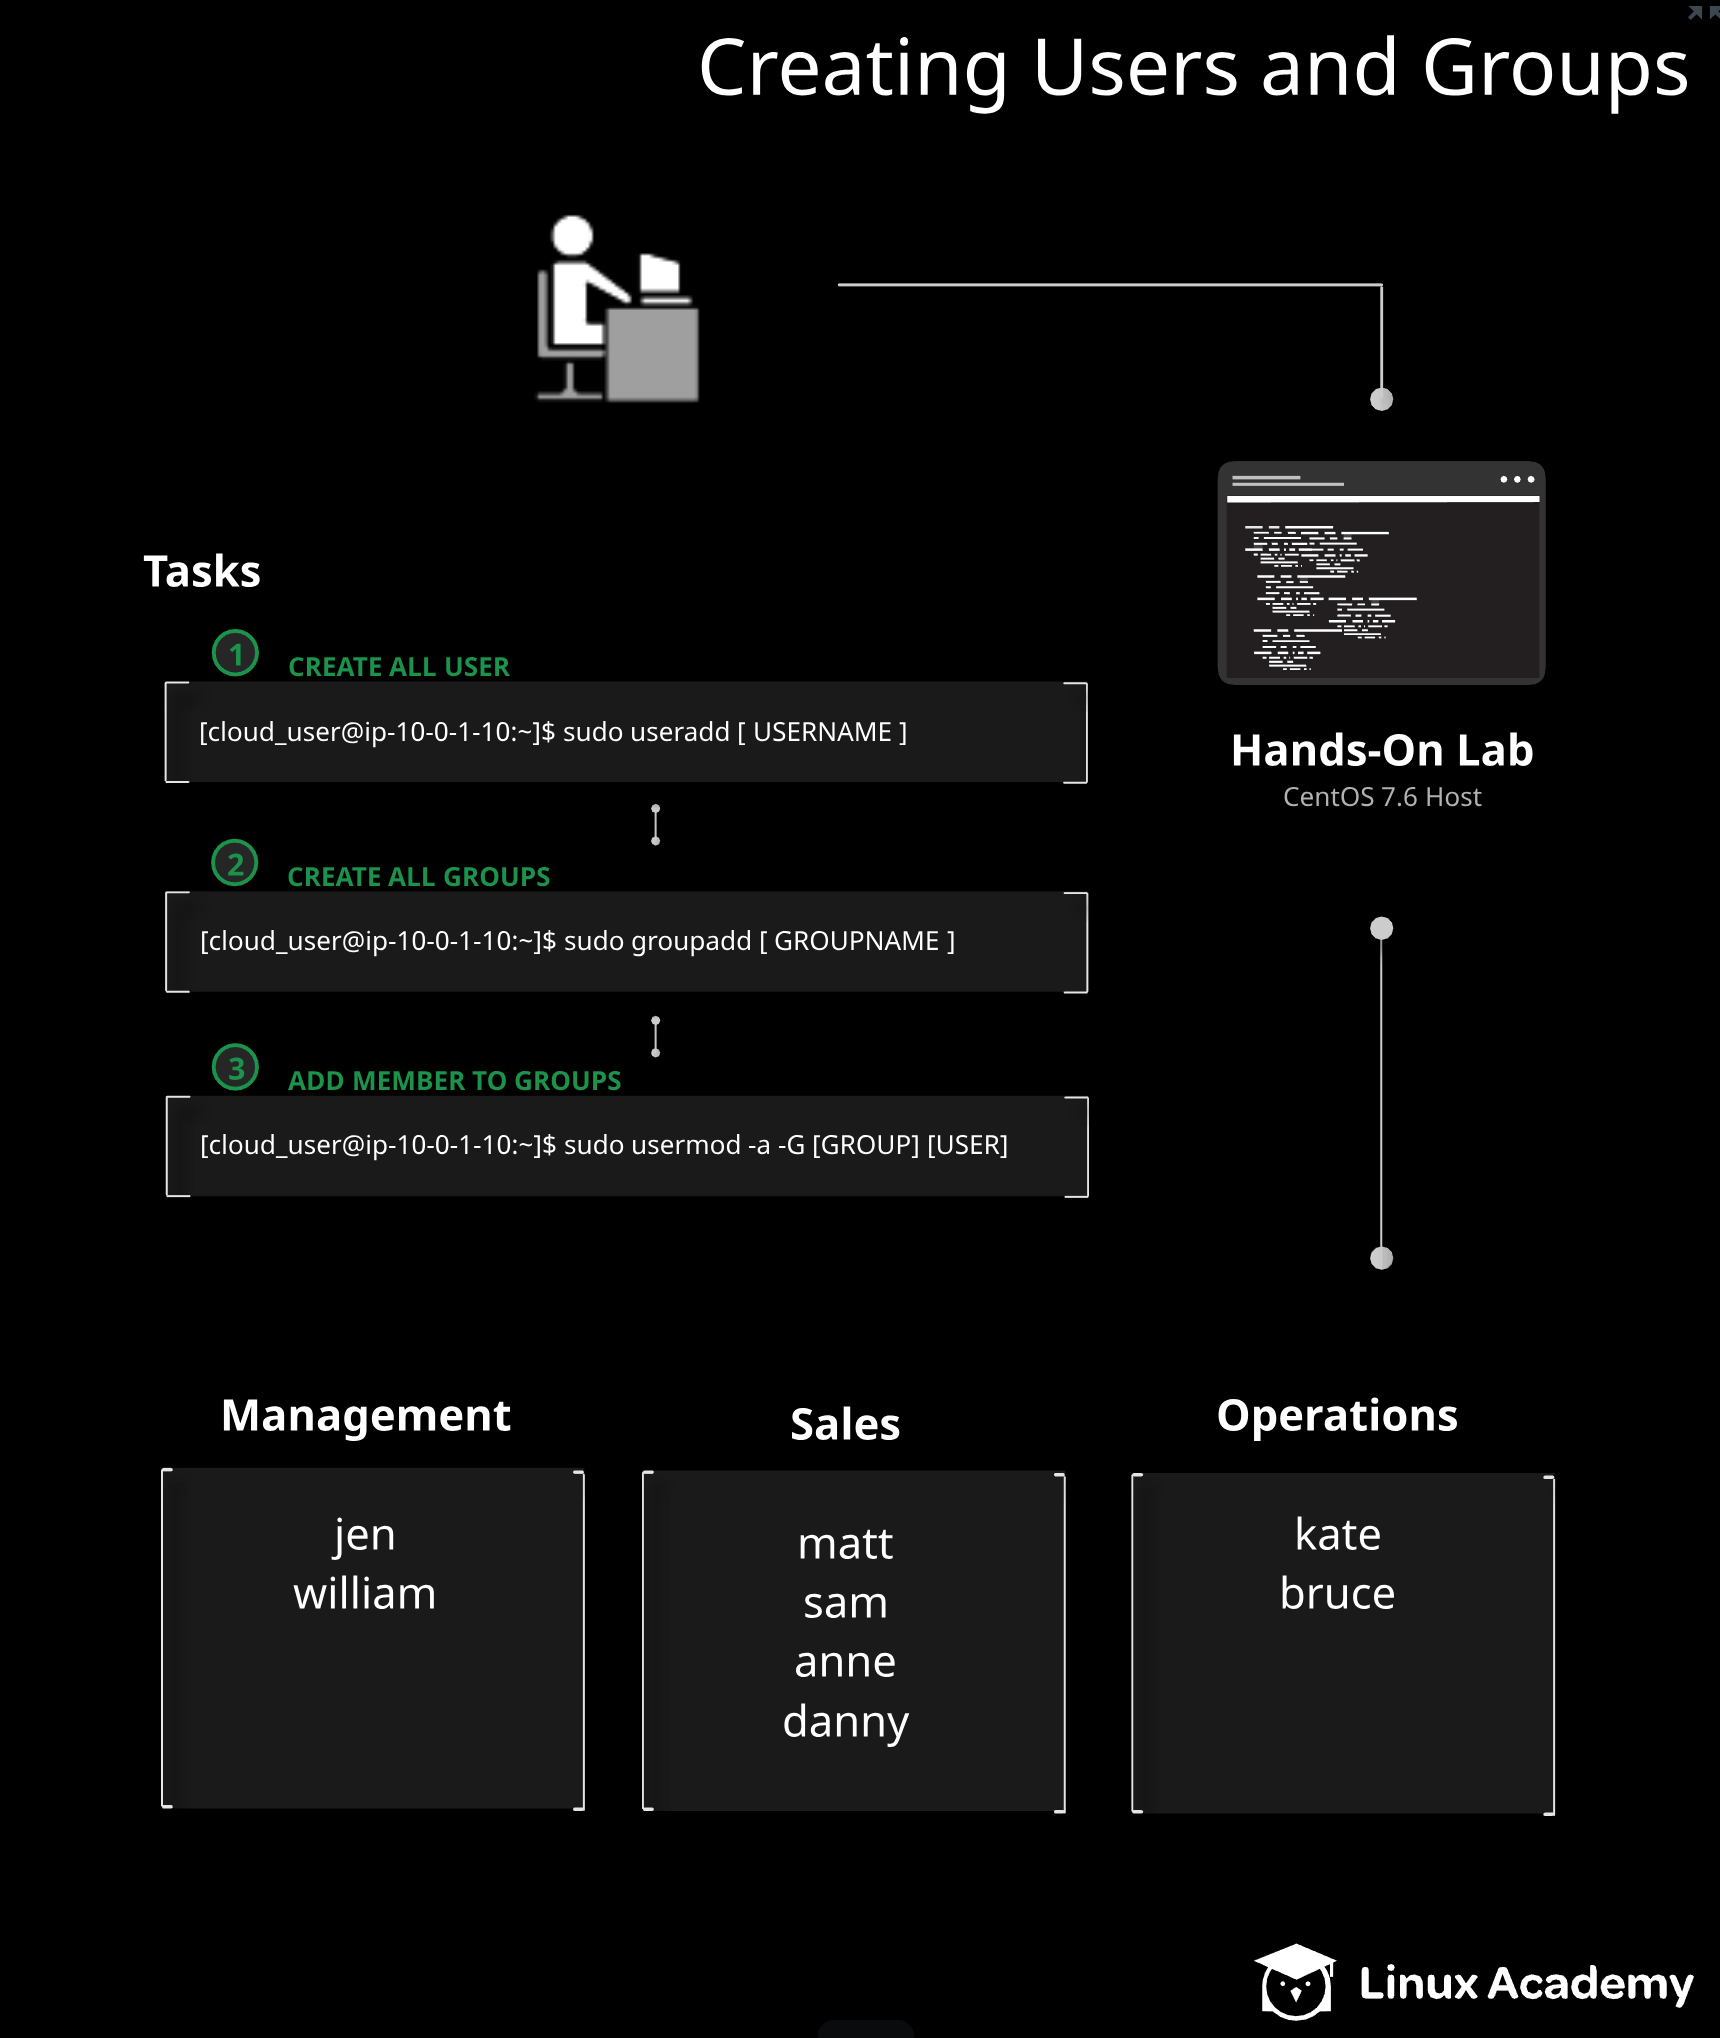 Creating Users and Groups
Tasks
1
CREATE ALL USER
[cloud_user@ip-10-0-1-10:~]$ sudo useradd [ USERNAME ]
Hands-On Lab
CentOS 7.6 Host
2
CREATE ALL GROUPS
[cloud_user@ip-10-0-1-10:~]$ sudo groupadd [ GROUPNAME ]
3
ADD MEMBER TO GROUPS
[cloud_user@ip-10-0-1-10:~]$ sudo usermod -a -G [GROUP] [USER]
Management
jen
william
Sales
matt
sam
anne
danny
Operations
kate
bruce
Linux Academy